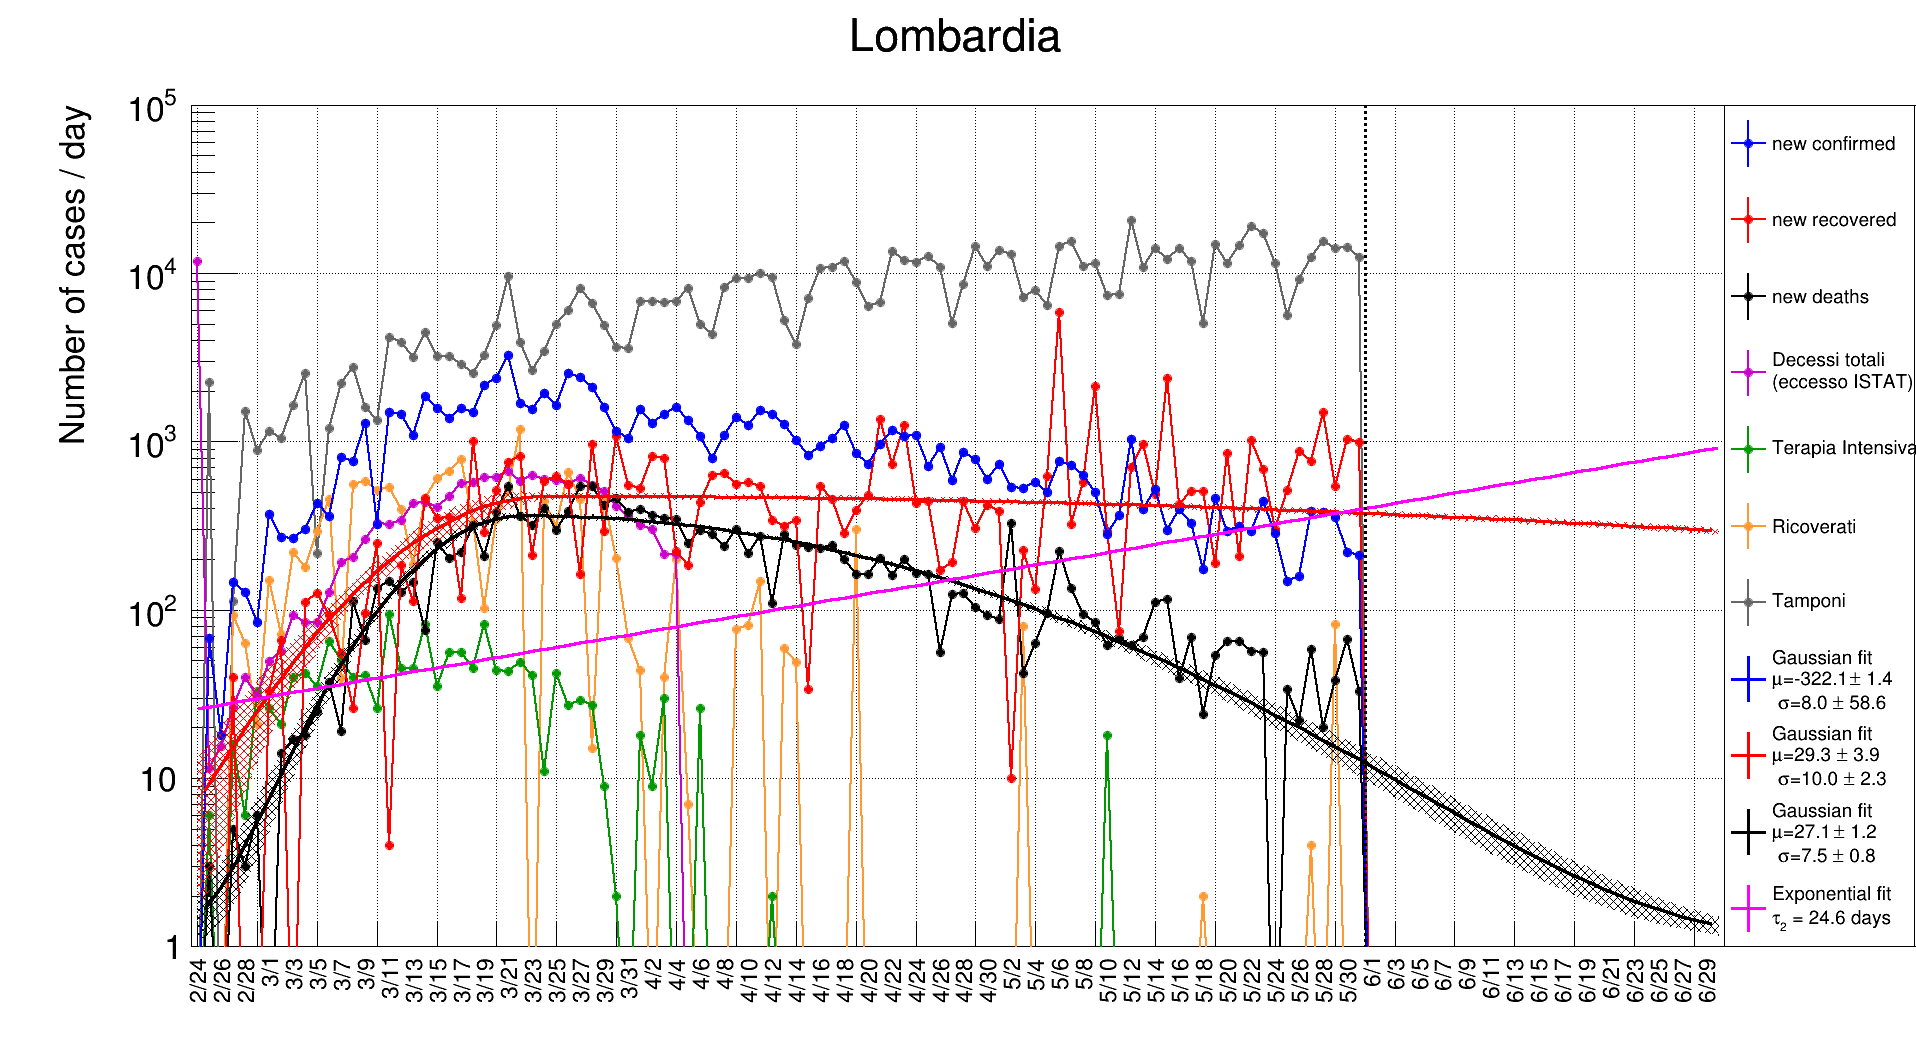 Lombardia
Number of cases / day
10⁵
10⁴
10³
10²
10
1
2/24 2/26 2/28 3/1 3/3 3/5 3/7 3/9 3/11 3/13 3/15 3/17 3/19 3/21 3/23 3/25 3/27 3/29 3/31 4/2 4/4 4/6 4/8 4/10 4/12 4/14 4/16 4/18 4/20 4/22 4/24 4/26 4/28 4/30 5/2 5/4 5/6 5/8 5/10 5/12 5/14 5/16 5/18 5/20 5/22 5/24 5/26 5/28 5/30 6/1 6/3 6/5 6/7 6/9 6/11 6/13 6/15 6/17 6/19 6/21 6/23 6/25 6/27 6/29
new confirmed
new recovered
new deaths
Decessi totali
(eccesso ISTAT)
Terapia Intensiva
Ricoverati
Tamponi
Gaussian fit
μ=-322.1 ± 1.4
σ=8.0 ± 58.6
Gaussian fit
μ=29.3 ± 3.9
σ=10.0 ± 2.3
Gaussian fit
μ=27.1 ± 1.2
σ=7.5 ± 0.8
Exponential fit
τ₂ = 24.6 days